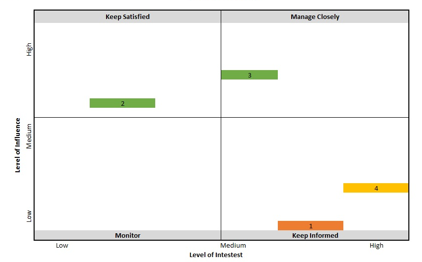 Keep Satisfied
Manage Closely
High
3
2
Level of Influence
Medium
4
Low
1
Monitor
Keep Informed
Low
Medium
High
Level of Intestest